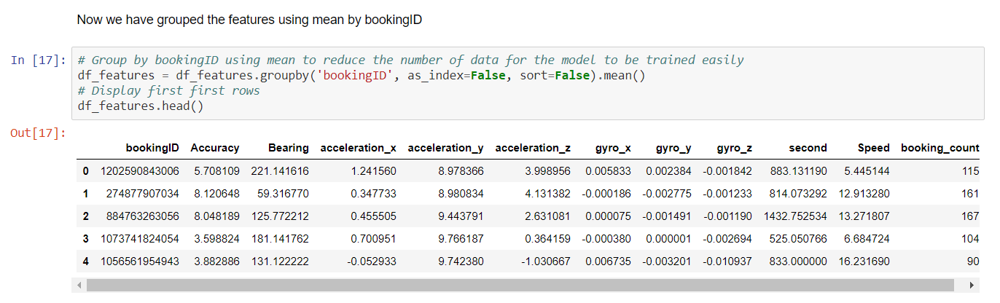 Now we have grouped the features using mean by bookingID
In [17]: # Group by bookingID using mean to reduce the number of data for the model to be trained easily
df_features = df_features.groupby('bookingID', as_index=False, sort=False).mean()
# Display first first rows
df_features.head()
Out[17]:
bookingID Accuracy Bearing acceleration_x acceleration_y acceleration_z gyro_x gyro_y gyro_z second Speed booking_count
0 1202590843006 5.708109 221.141616 1.241560 8.978366 3.998956 0.005833 0.002384 -0.001842 883.131190 5.445144 115
1 274877907034 8.120648 59.316770 0.347733 8.980834 4.131382 -0.000186 -0.002775 -0.001233 814.073292 12.913280 161
2 884763263056 8.048189 125.772212 0.455505 9.443791 2.631081 0.000075 -0.001491 -0.001190 1432.752534 13.271807 167
3 1073741824054 3.598824 181.141762 0.700951 9.766187 0.364159 -0.000380 0.000001 -0.002694 525.050766 6.684724 104
4 1056561954943 3.882886 131.122222 -0.052933 9.742380 -1.030667 0.006735 -0.003201 -0.010937 833.000000 16.231690 90